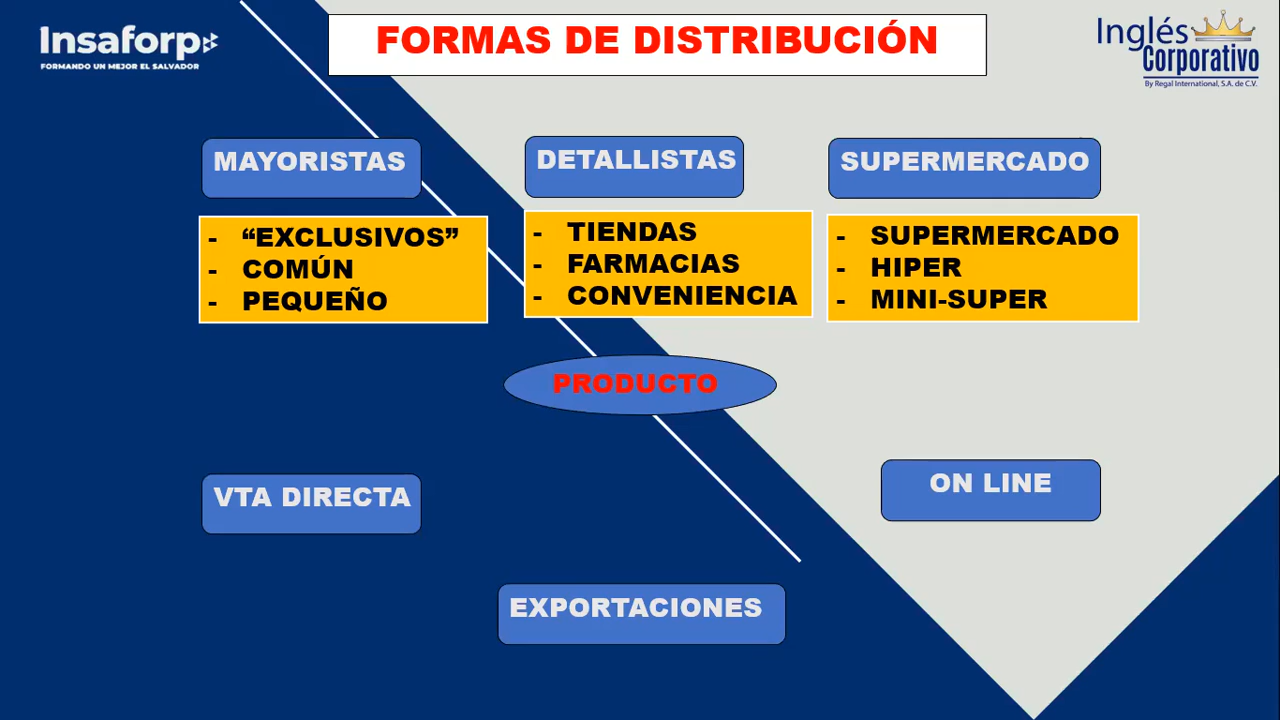 Insaforp
FORMANDO UN MEJOR EL SALVADOR
FORMAS DE DISTRIBUCIÓN
Inglés
Corporativo
By Regal International, S.A. de C.V.
MAYORISTAS
- “EXCLUSIVOS”
- COMÚN
- PEQUEÑO
DETALLISTAS
- TIENDAS
- FARMACIAS
- CONVENIENCIA
SUPERMERCADO
- SUPERMERCADO
- HIPER
- MINI-SUPER
PRODUCTO
VTA DIRECTA
ON LINE
EXPORTACIONES